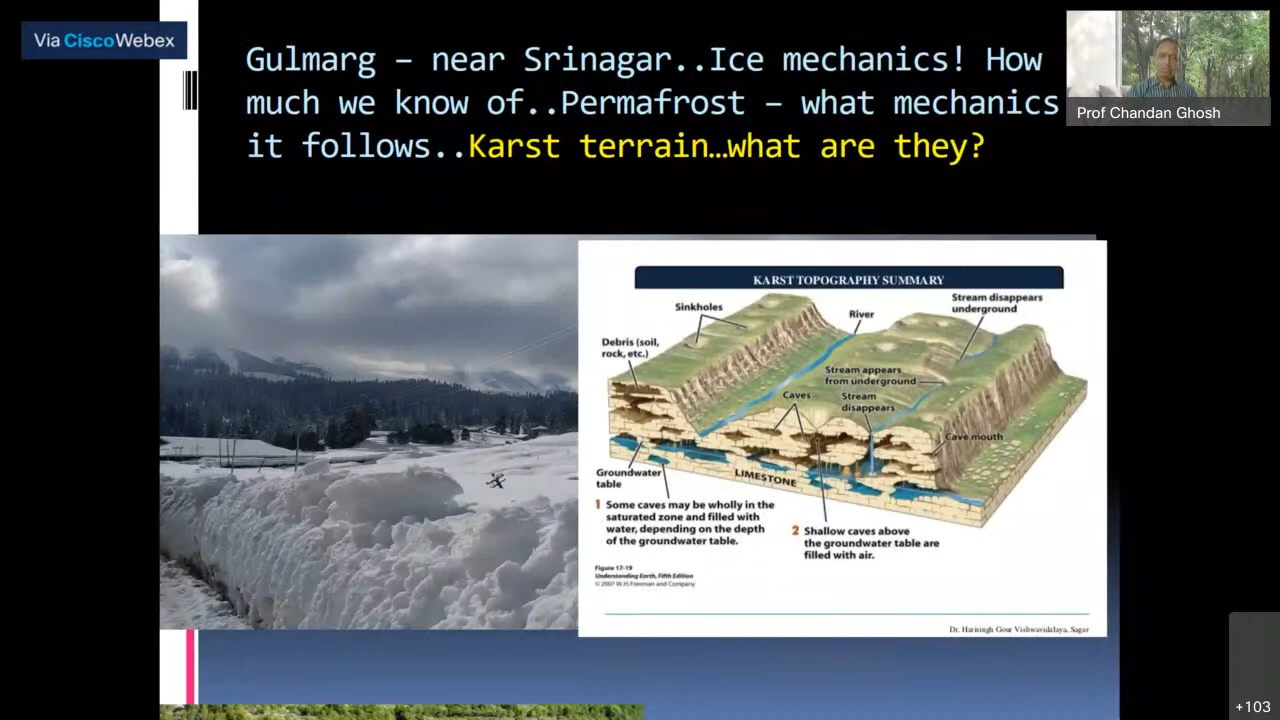 Via Cisco Webex
Gulmarg – near Srinagar..Ice mechanics! How
much we know of..Permafrost – what mechanics
it follows..Karst terrain…what are they?
Prof Chandan Ghosh
KARST TOPOGRAPHY SUMMARY
Sinkholes
Stream disappears
underground
River
Debris (soil,
rock, etc.)
Stream appears
from underground
Caves
Stream
disappears
Cave mouth
Groundwater
table
LIMESTONE
1 Some caves may be wholly in the
saturated zone and filled with
water, depending on the depth
of the groundwater table.
2 Shallow caves above
the groundwater table are
filled with air.
Figure 17-19
Understanding Earth, Fifth Edition
© 2007 W.H.Freeman and Company
Dr. Harisingh Gour Vishwavidalaya, Sagar
+103